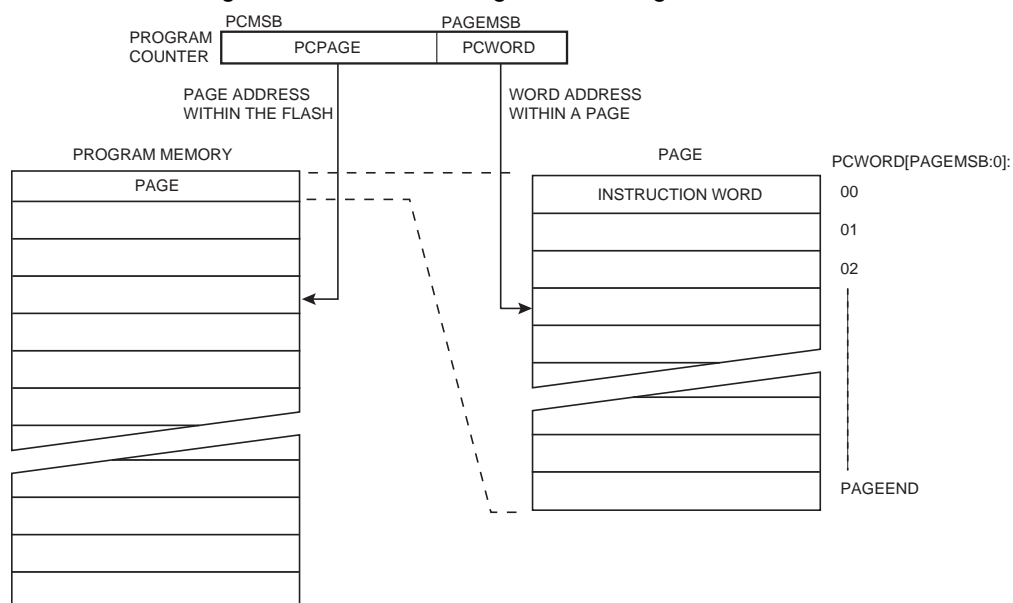 PCMSB PAGEMSB
PROGRAM
COUNTER
PCPAGE PCWORD
PAGE ADDRESS
WITHIN THE FLASH
WORD ADDRESS
WITHIN A PAGE
PROGRAM MEMORY
PAGE
PAGE
PCWORD[PAGEMSB:0]:
INSTRUCTION WORD
00
01
02
PAGEEND